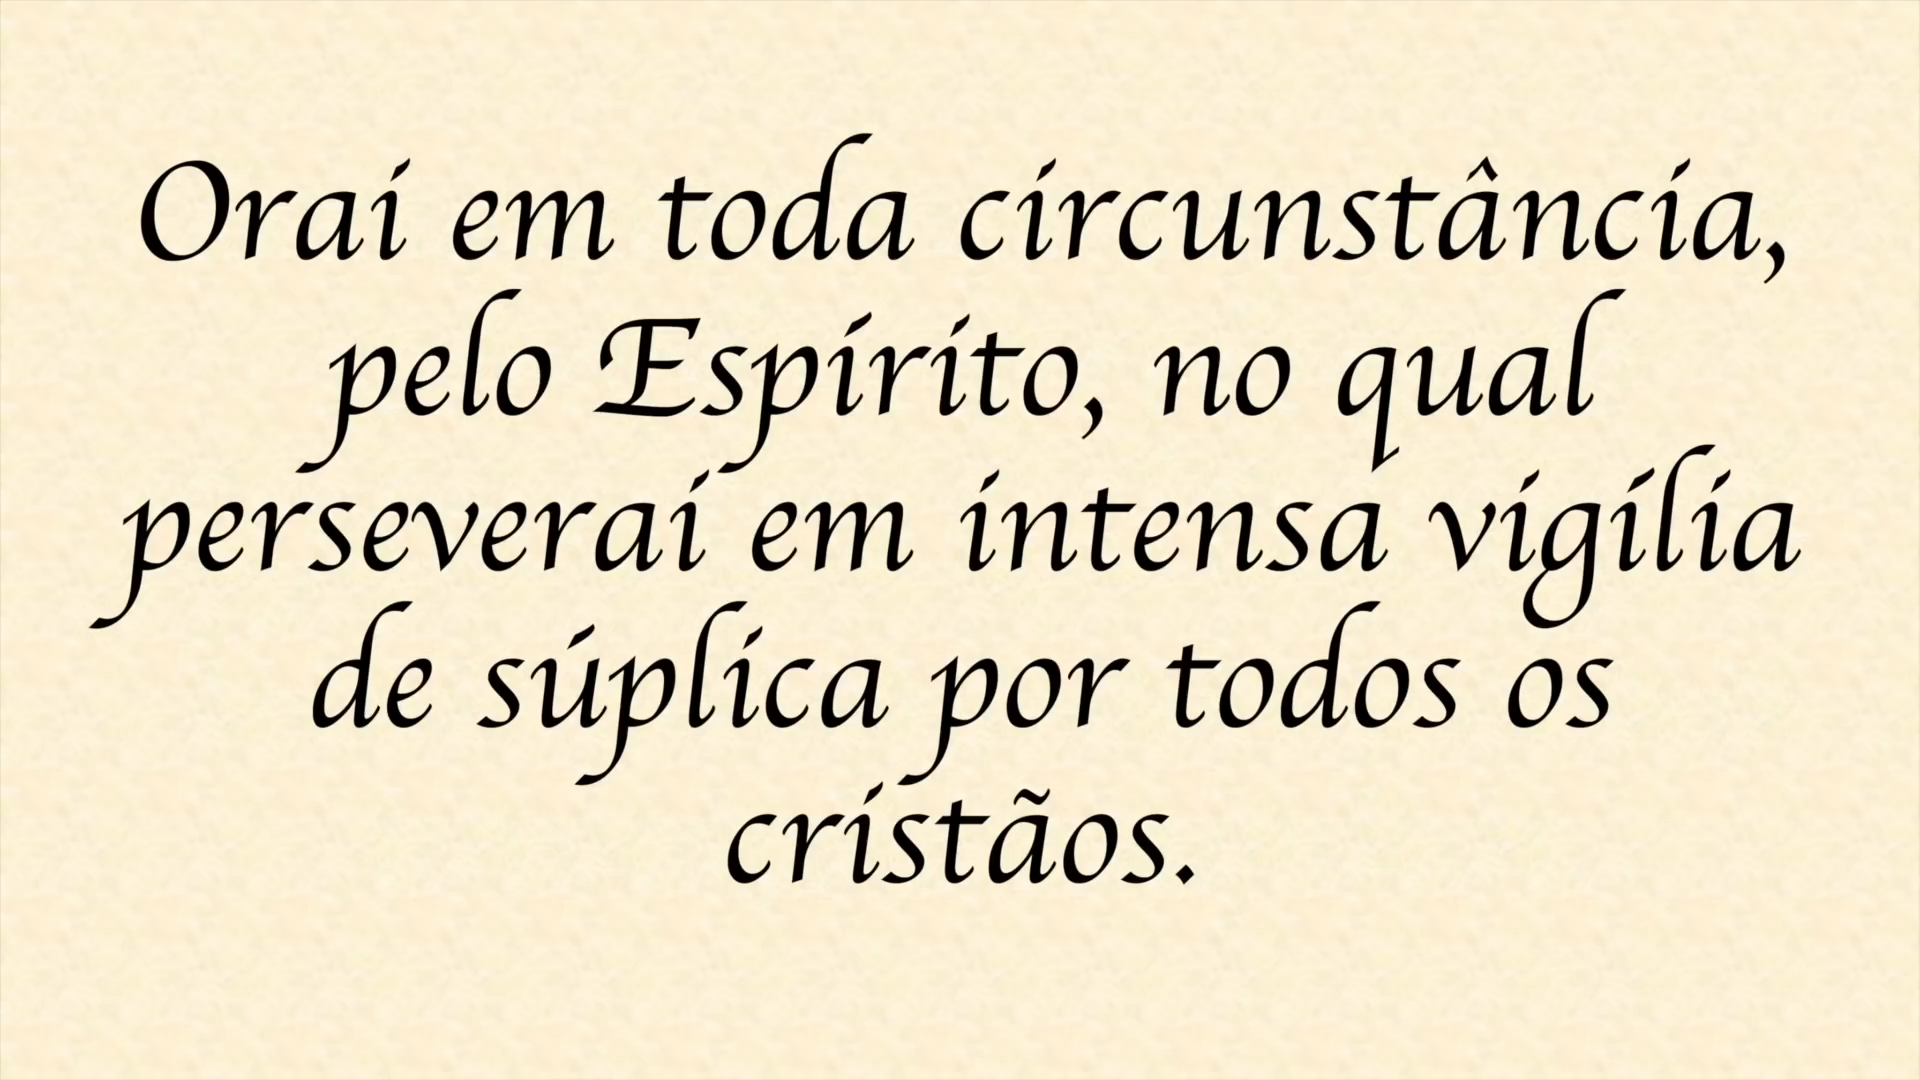 Orai em toda circunstância,
pelo Espírito, no qual
perseverai em intensa vigília
de súplica por todos os
cristãos.